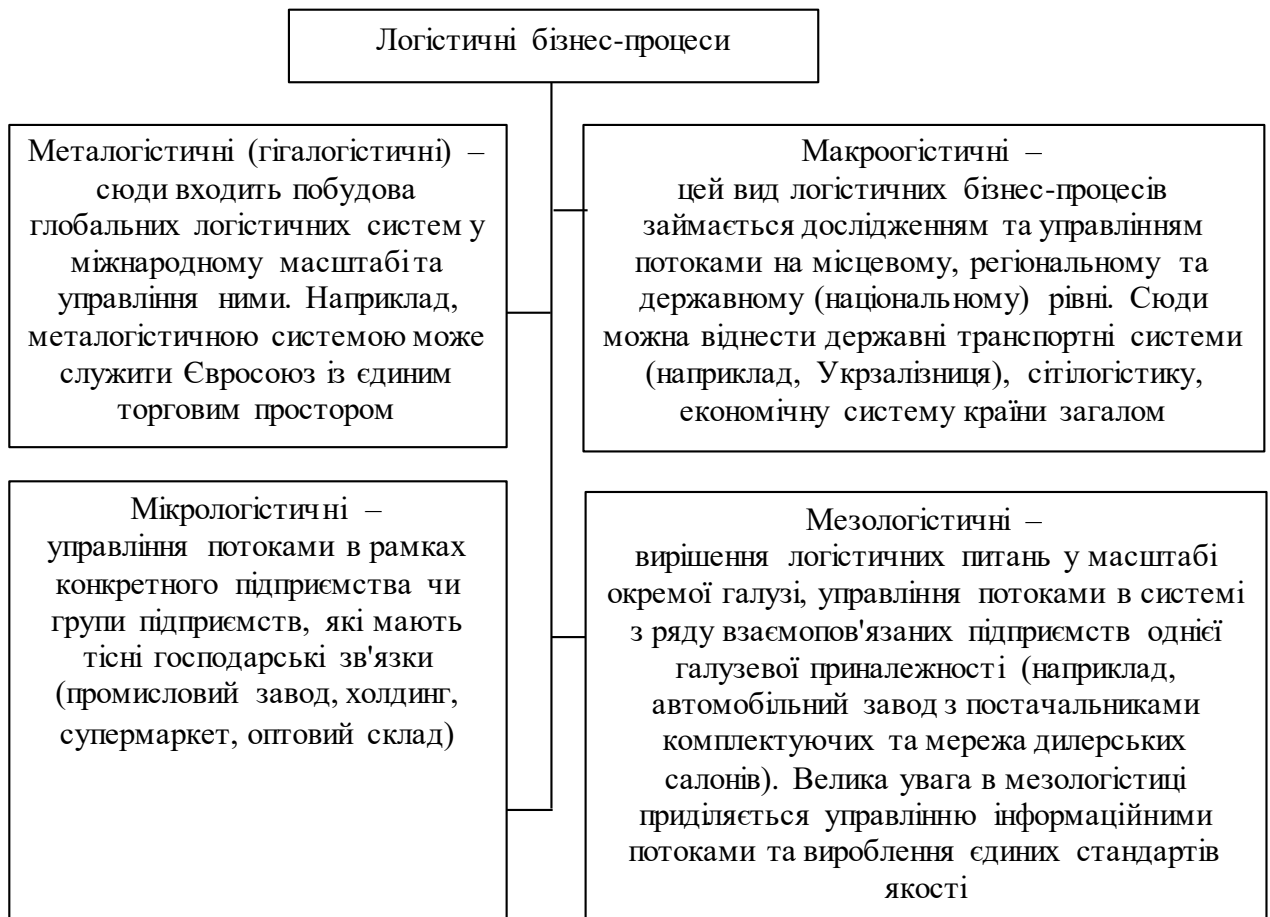 Логістичні бізнес-процеси
Металогістичні (гігалогістичні) –
сюди входить побудова
глобальних логістичних систем у
міжнародному масштабі та
управління ними. Наприклад,
металогістичною системою може
служити Євросоюз із єдиним
торговим простором
Макроогістичні –
цей вид логістичних бізнес-процесів
займається дослідженням та управлінням
потоками на місцевому, регіональному та
державному (національному) рівні. Сюди
можна віднести державні транспортні системи
(наприклад, Укрзалізниця), сітілогістику,
економічну систему країни загалом
Мікрологістичні –
управління потоками в рамках
конкретного підприємства чи
групи підприємств, які мають
тісні господарські зв'язки
(промисловий завод, холдинг,
супермаркет, оптовий склад)
Мезологістичні –
вирішення логістичних питань у масштабі
окремої галузі, управління потоками в системі
з ряду взаємопов'язаних підприємств однієї
галузевої приналежності (наприклад,
автомобільний завод з постачальниками
комплектуючих та мережа дилерських
салонів). Велика увага в мезологістиці
приділяється управлінню інформаційними
потоками та вироблення єдиних стандартів
якості